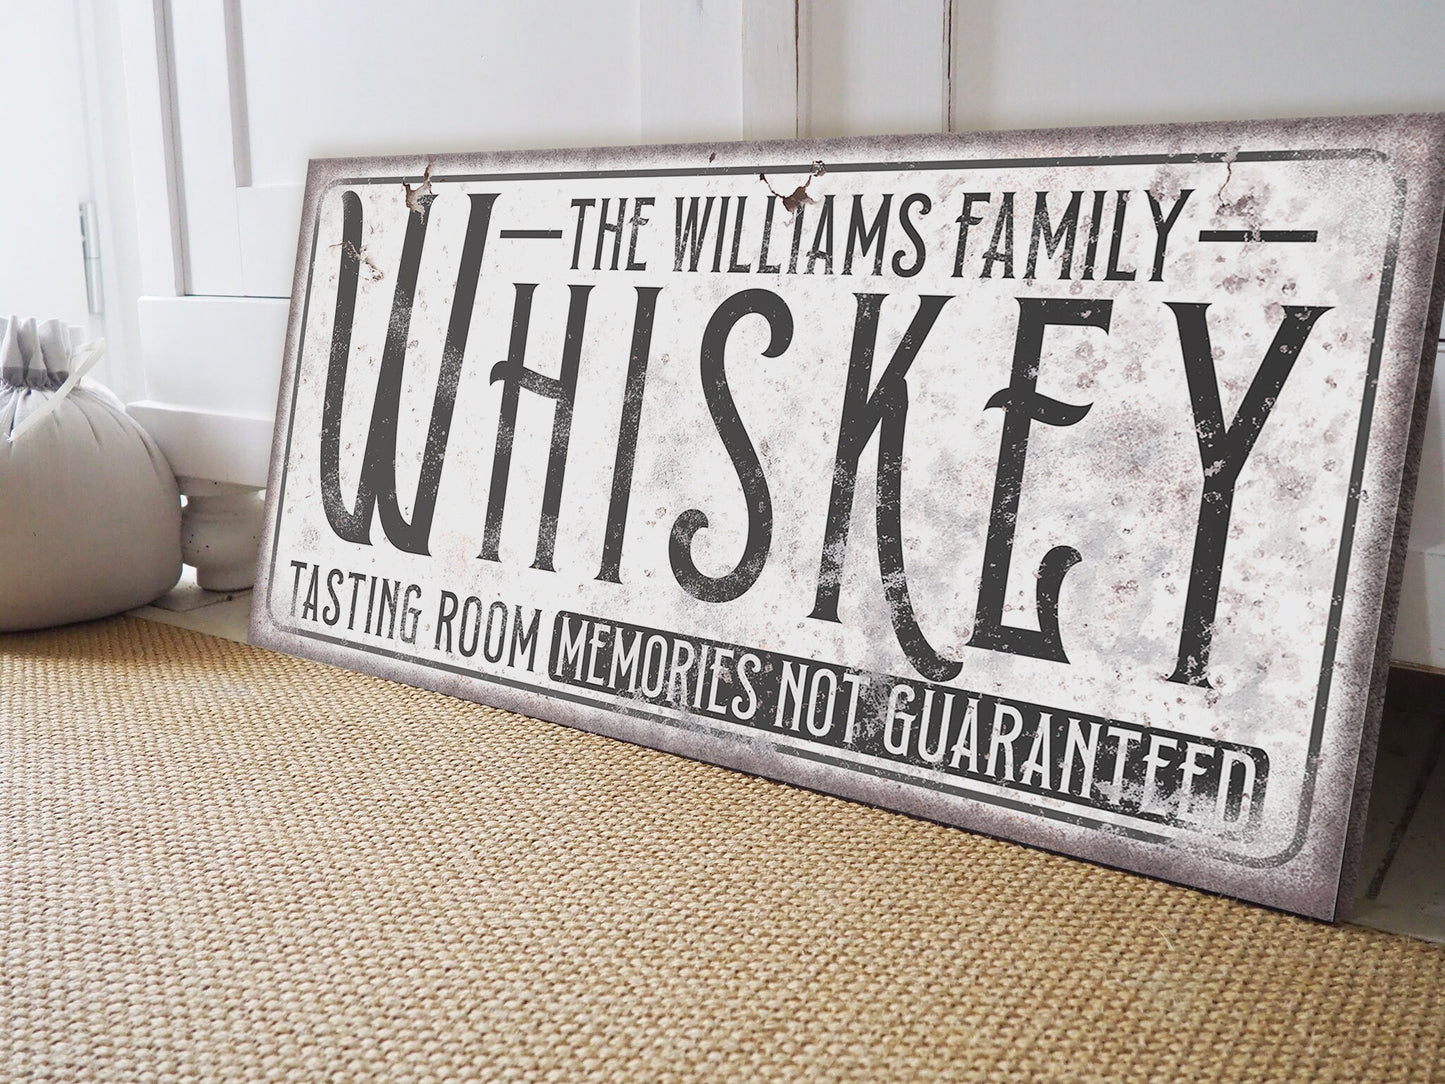 THE WILLIAMS FAMILY
WHISKEY
TASTING ROOM MEMORIES NOT GUARANTEED